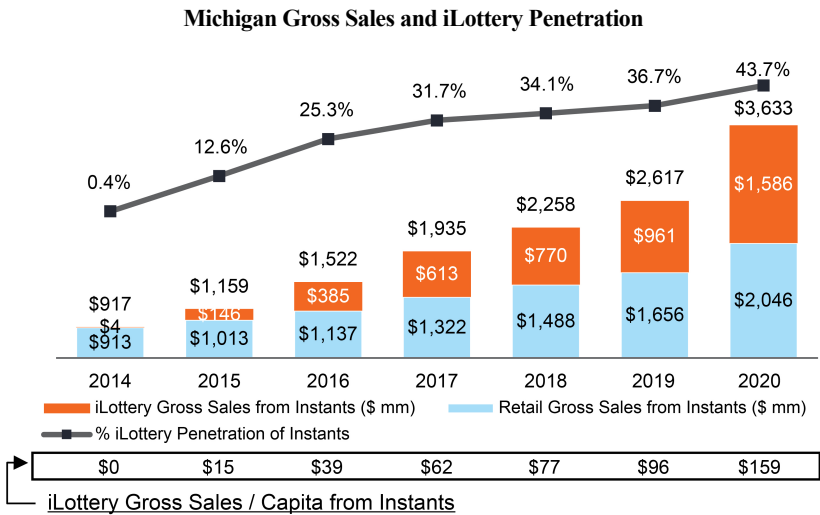 Michigan Gross Sales and iLottery Penetration
0.4% 12.6% 25.3% 31.7% 34.1% 36.7% 43.7%
$917 $1,159 $1,522 $1,935 $2,258 $2,617 $3,633
$4 $146 $385 $613 $770 $961 $1,586
$913 $1,013 $1,137 $1,322 $1,488 $1,656 $2,046
2014 2015 2016 2017 2018 2019 2020
iLottery Gross Sales from Instants ($ mm) Retail Gross Sales from Instants ($ mm)
% iLottery Penetration of Instants
$0 $15 $39 $62 $77 $96 $159
iLottery Gross Sales / Capita from Instants